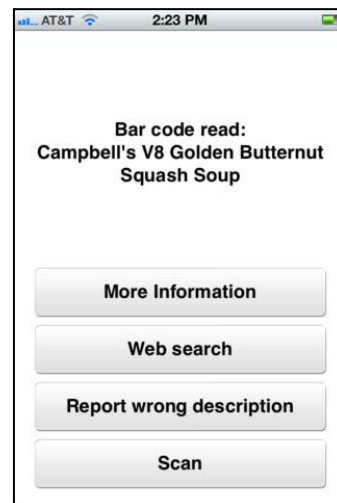 AT&T 2:23 PM
Bar code read:
Campbell's V8 Golden Butternut
Squash Soup
More Information
Web search
Report wrong description
Scan